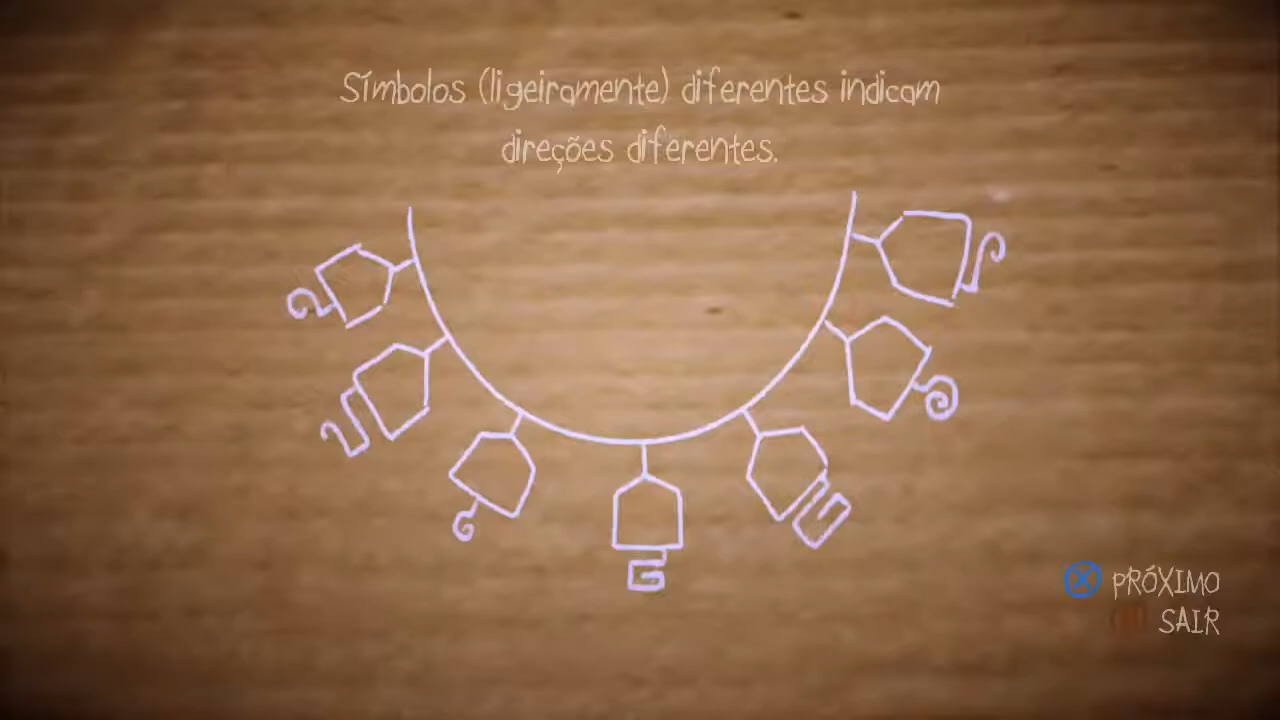 Símbolos (ligeiramente) diferentes indicam
direções diferentes.
PRÓXIMO
SAIR